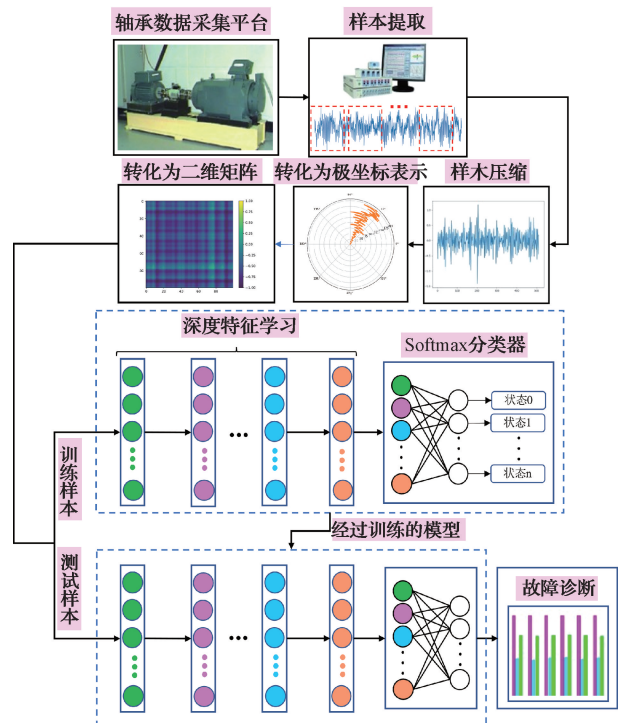 轴承数据采集平台
样本提取
转化为二维矩阵
转化为极坐标表示
样木压缩
深度特征学习
Softmax分类器
状态0
状态1
状态n
训练样本
经过训练的模型
测试样本
故障诊断